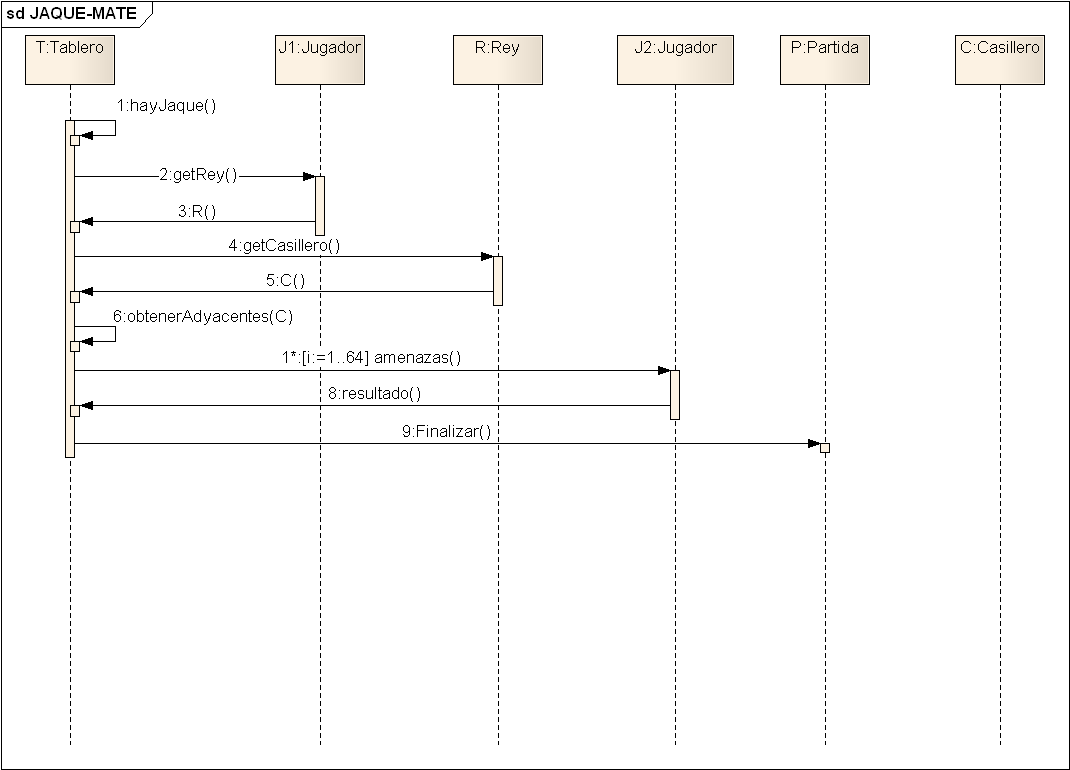 sd JAQUE-MATE
T:Tablero
J1:Jugador
R:Rey
J2:Jugador
P:Partida
C:Casillero
1:hayJaque()
2:getRey()
3:R()
4:getCasillero()
5:C()
6:obtenerAdyacentes(C)
1*:[i:=1..64] amenazas()
8:resultado()
9:Finalizar()